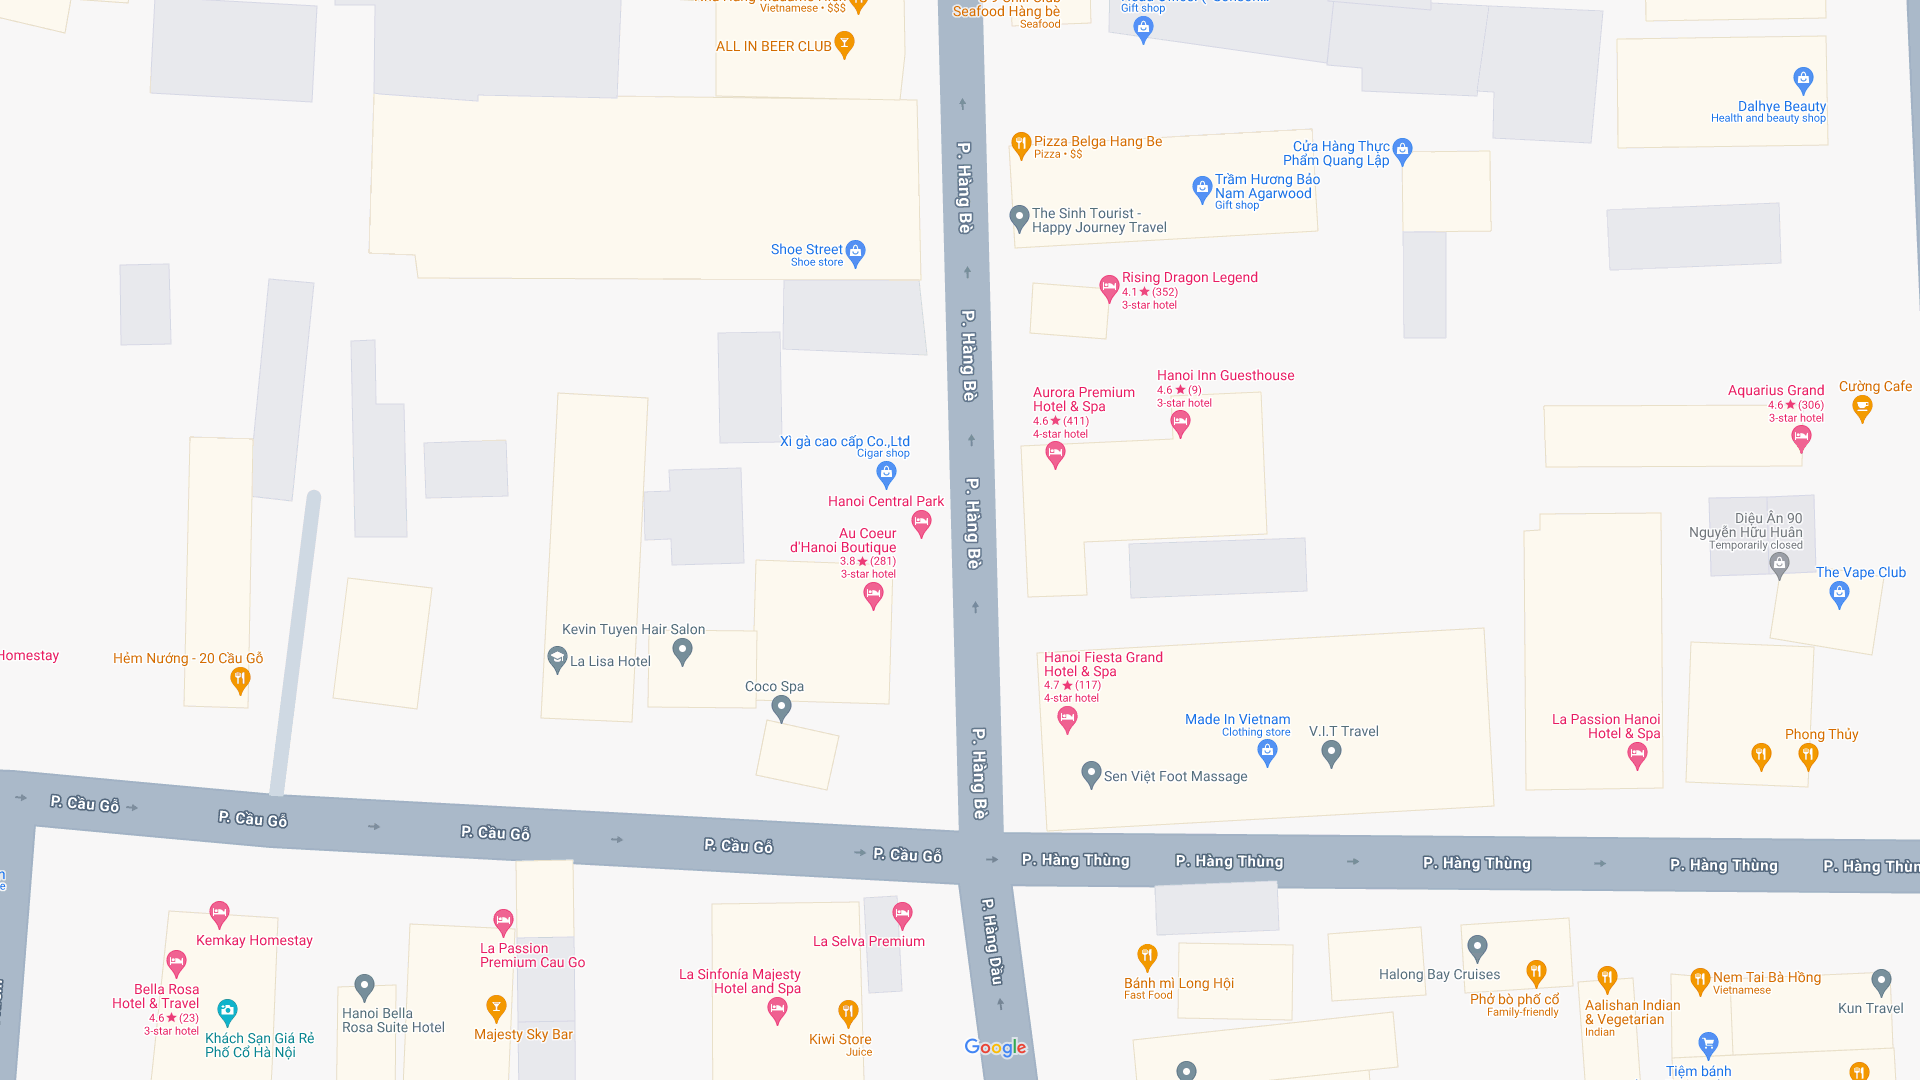 Vietnamese • $$$
ALL IN BEER CLUB
Seafood Hàng bè
Seafood
Gift shop
Dalhye Beauty
Health and beauty shop
Pizza Belga Hang Be
Pizza • $$
Cửa Hàng Thực
Phẩm Quang Lập
Trầm Hương Bảo
Nam Agarwood
Gift shop
The Sinh Tourist -
Happy Journey Travel
P. Hàng Bè
Shoe Street
Shoe store
Rising Dragon Legend
4.1★(352)
3-star hotel
P. Hàng Bè
Hanoi Inn Guesthouse
4.6★(9)
3-star hotel
Aurora Premium
Hotel & Spa
4.6★(411)
4-star hotel
Aquarius Grand
4.6★(306)
3-star hotel
Cường Cafe
Xì gà cao cấp Co.,Ltd
Cigar shop
Hanoi Central Park
P. Hàng Bè
Au Coeur
d'Hanoi Boutique
3.8★(281)
3-star hotel
Diệu Ân 90
Nguyễn Hữu Huân
Temporarily closed
The Vape Club
Kevin Tuyen Hair Salon
La Lisa Hotel
Homestay
Hẻm Nướng - 20 Cầu Gỗ
Coco Spa
Hanoi Fiesta Grand
Hotel & Spa
4.7★(117)
4-star hotel
Made In Vietnam
Clothing store
V.I.T Travel
Sen Việt Foot Massage
La Passion Hanoi
Hotel & Spa
Phong Thủy
P. Hàng Bè
P. Cầu Gỗ
P. Cầu Gỗ
P. Cầu Gỗ
P. Cầu Gỗ
P. Cầu Gỗ
P. Hàng Thùng
P. Hàng Thùng
P. Hàng Thùng
P. Hàng Thùng
P. Hàng Thùn
Kemkay Homestay
Bella Rosa
Hotel & Travel
4.6★(23)
3-star hotel
Khách Sạn Giá Rẻ
Phố Cổ Hà Nội
Hanoi Bella
Rosa Suite Hotel
La Passion
Premium Cau Go
Majesty Sky Bar
La Selva Premium
La Sinfonía Majesty
Hotel and Spa
Kiwi Store
Juice
P. Hàng Dầu
Google
Bánh mì Long Hội
Fast Food
Halong Bay Cruises
Phở bò phố cổ
Family-friendly
Aalishan Indian
& Vegetarian
Indian
Nem Tai Bà Hồng
Vietnamese
Kun Travel
Tiệm bánh